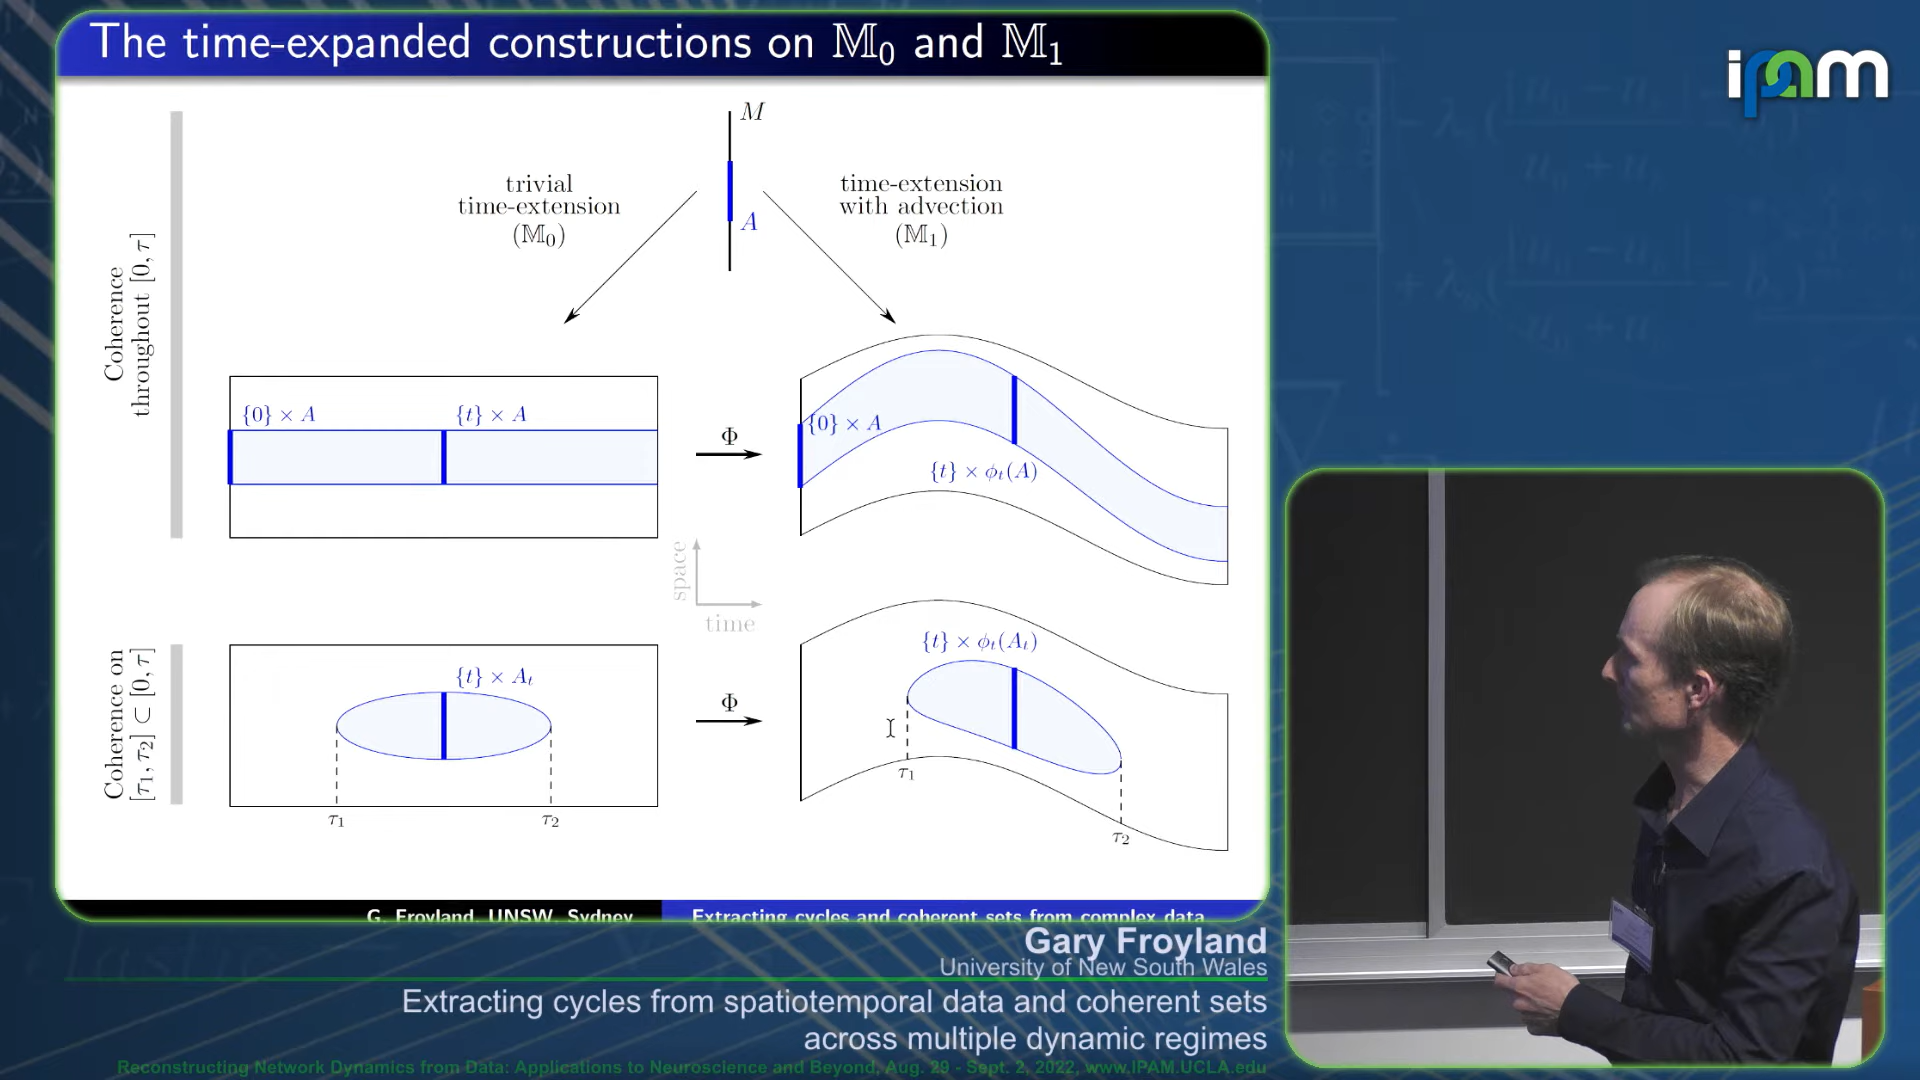 The time-expanded constructions on 𝕄₀ and 𝕄₁
ipam
M
trivial
time-extension
(𝕄₀)
time-extension
with advection
(𝕄₁)
A
Coherence
throughout [0, τ]
{0} × A
{t} × A
Φ
{0} × A
{t} × ϕₜ(A)
space
time
Coherence on
[τ₁, τ₂] ⊂ [0, τ]
{t} × Aₜ
τ₁
τ₂
Φ
{t} × ϕₜ(Aₜ)
τ₁
τ₂
G. Froyland, UNSW, Sydney
Extracting cycles and coherent sets from complex data
Gary Froyland
University of New South Wales
Extracting cycles from spatiotemporal data and coherent sets
across multiple dynamic regimes
Reconstructing Network Dynamics from Data: Applications to Neuroscience and Beyond, Aug. 29 - Sept. 2, 2022, www.IPAM.UCLA.edu